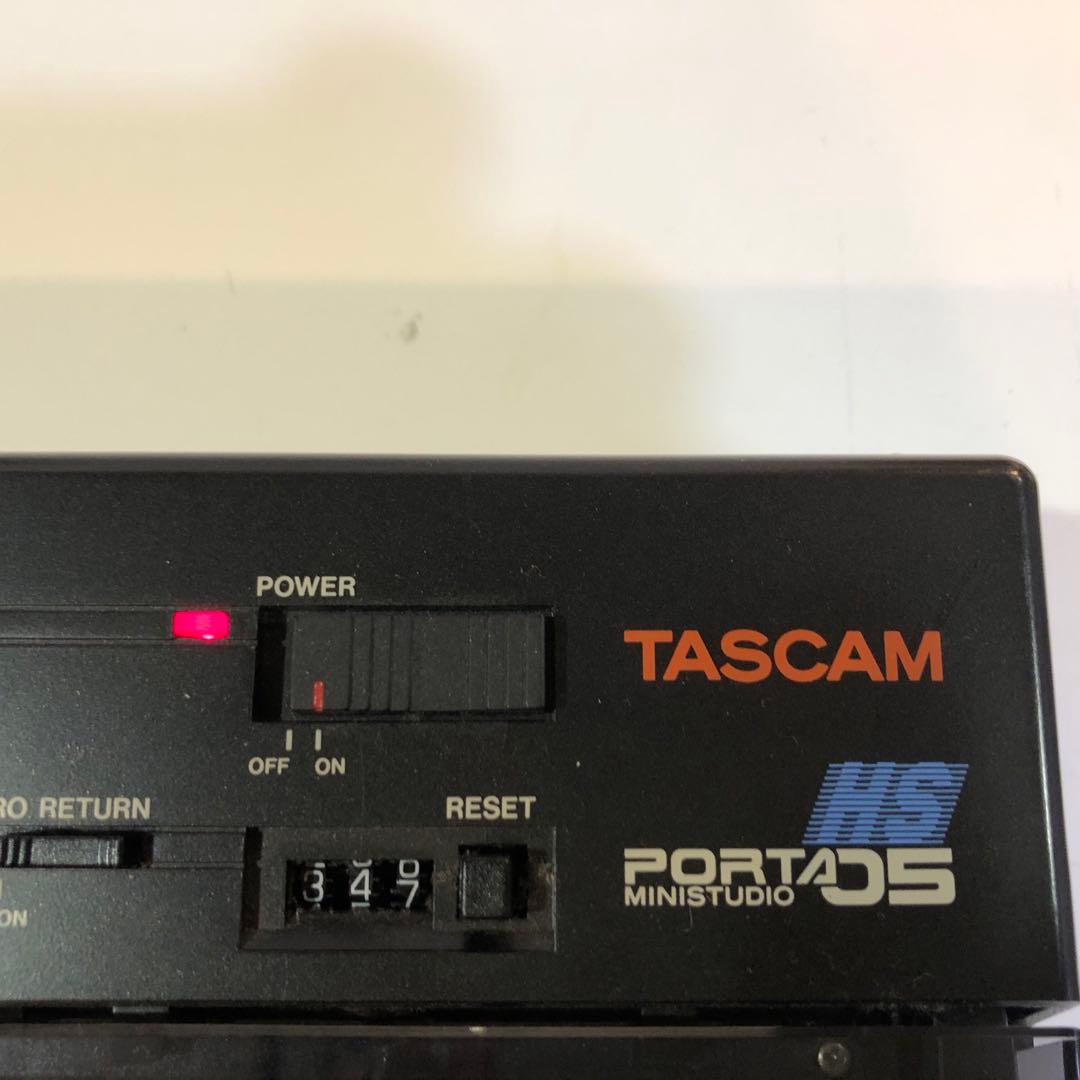 POWER
TASCAM
OFF ON
RO RETURN
RESET
HS
347
PORTA 05
MINISTUDIO
ON